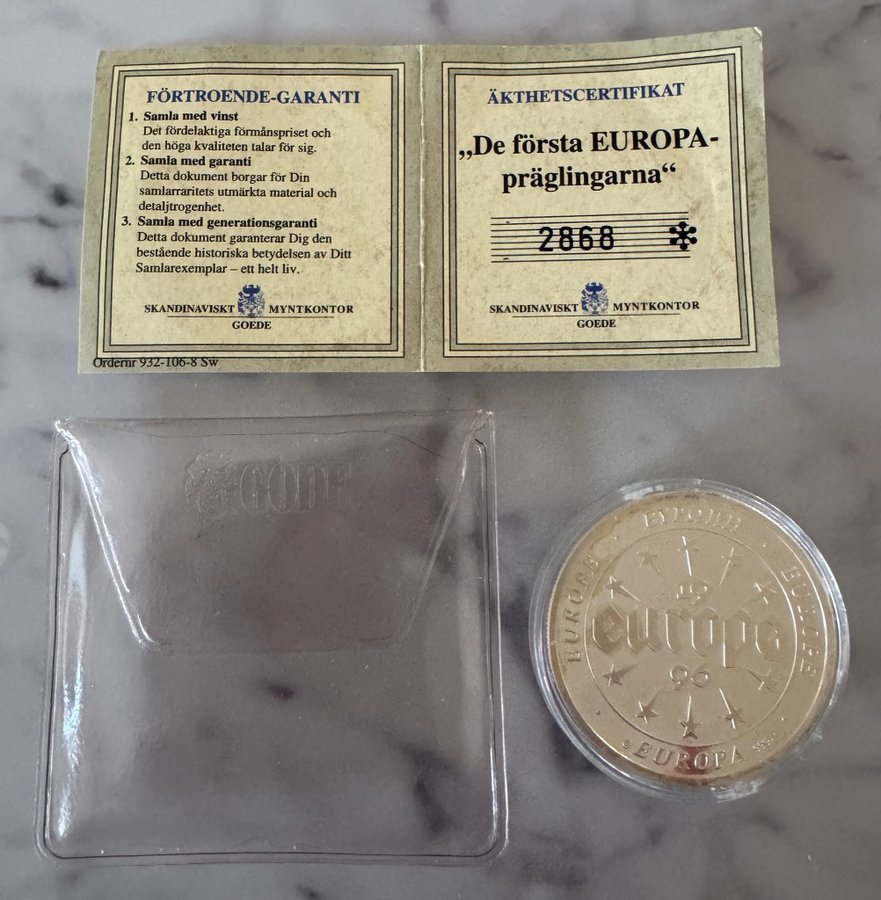 FÖRTROENDE-GARANTI
1. Samla med vinst
Det fördelaktiga förmånspriset och
den höga kvaliteten talar för sig.
2. Samla med garanti
Detta dokument borgar för Din
samlarraritets utmärkta material och
detaljtrogenhet.
3. Samla med generationsgaranti
Detta dokument garanterar Dig den
bestående historiska betydelsen av Ditt
Samlarexemplar – ett helt liv.
SKANDINAVISKT MYNTKONTOR
GOEDE
Ordernr 932-106-8 Sw
ÄKTHETSCERTIFIKAT
„De första EUROPA-
präglingarna“
2868
SKANDINAVISKT MYNTKONTOR
GOEDE
GÖDE
EUROPE
EUROPE
19
europa
96
EUROPA